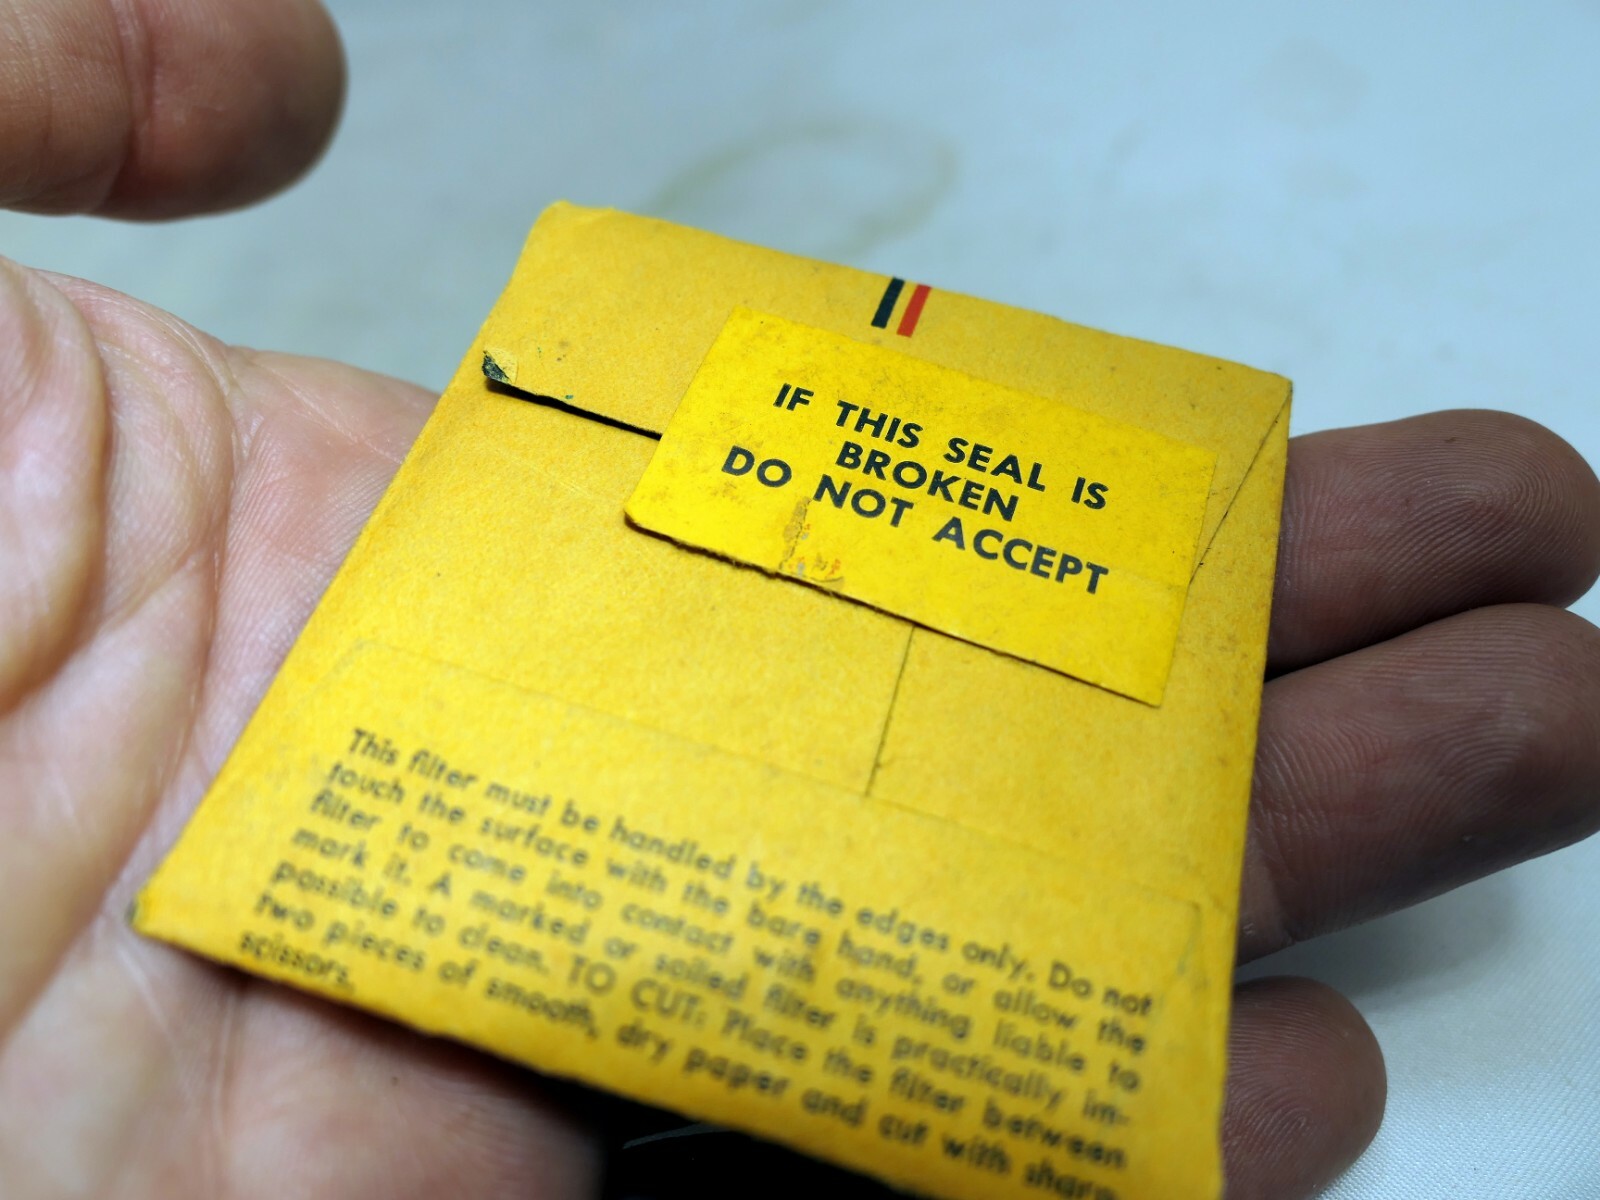 IF THIS SEAL IS
BROKEN
DO NOT ACCEPT
This filter must be handled by the edges only. Do not
touch the surface with the bare hand, or allow the
filter to come into contact with anything liable to
mark it. A marked or soiled filter is practically im-
possible to clean. TO CUT: Place the filter between
two pieces of smooth, dry paper and cut with sharp
scissors.